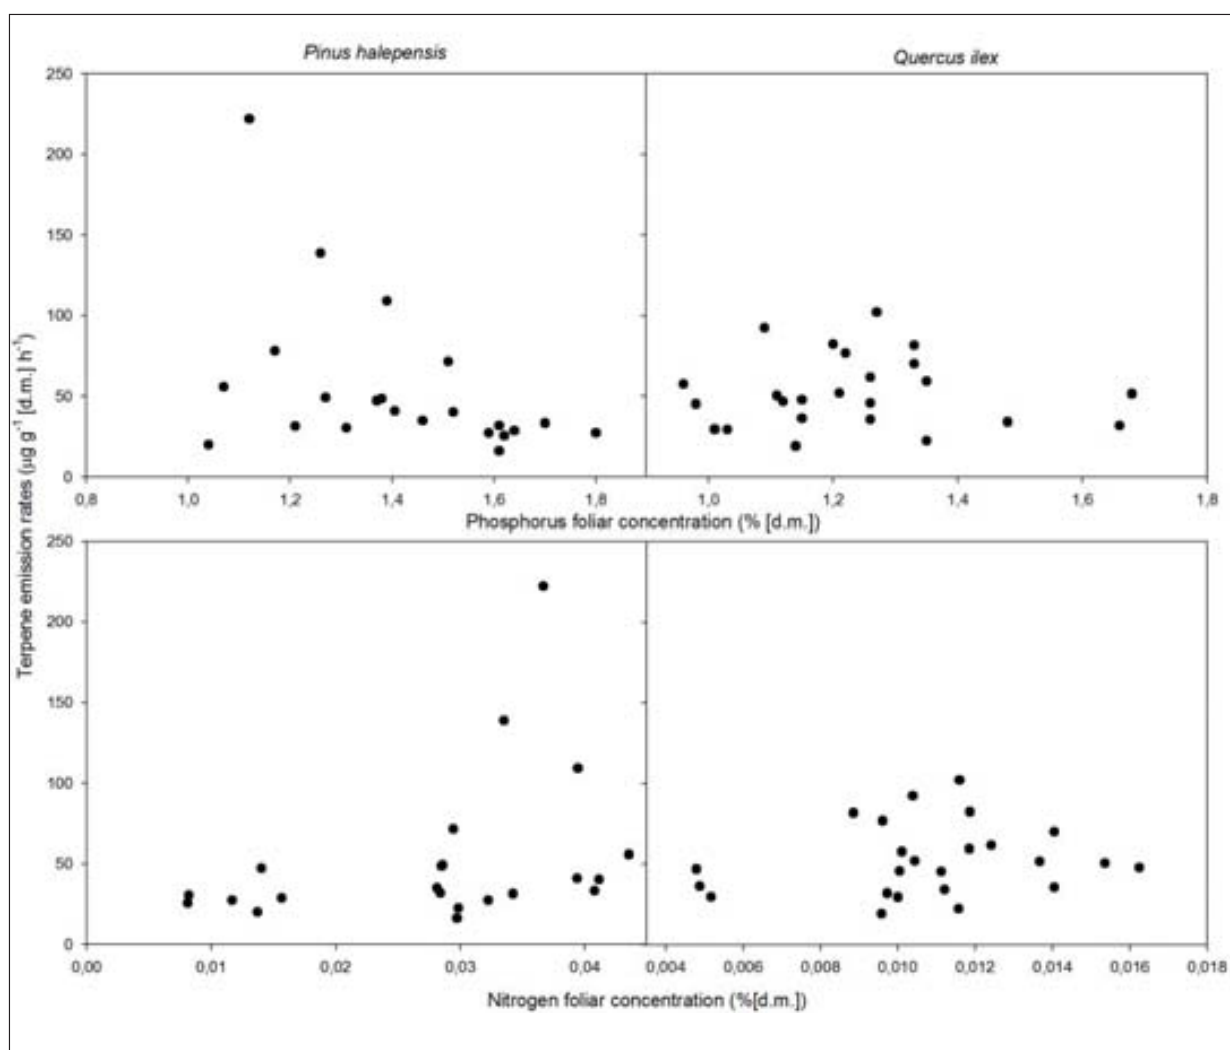 Pinus halepensis
Quercus ilex
250
200
150
100
50
0
0,8 1,0 1,2 1,4 1,6 1,8
1,0 1,2 1,4 1,6 1,8
Phosphorus foliar concentration (% [d.m.])
Terpene emission rates (µg g⁻¹ [d.m.] h⁻¹)
250
200
150
100
50
0
0,00 0,01 0,02 0,03 0,04
0,004 0,006 0,008 0,010 0,012 0,014 0,016 0,018
Nitrogen foliar concentration (%[d.m.])